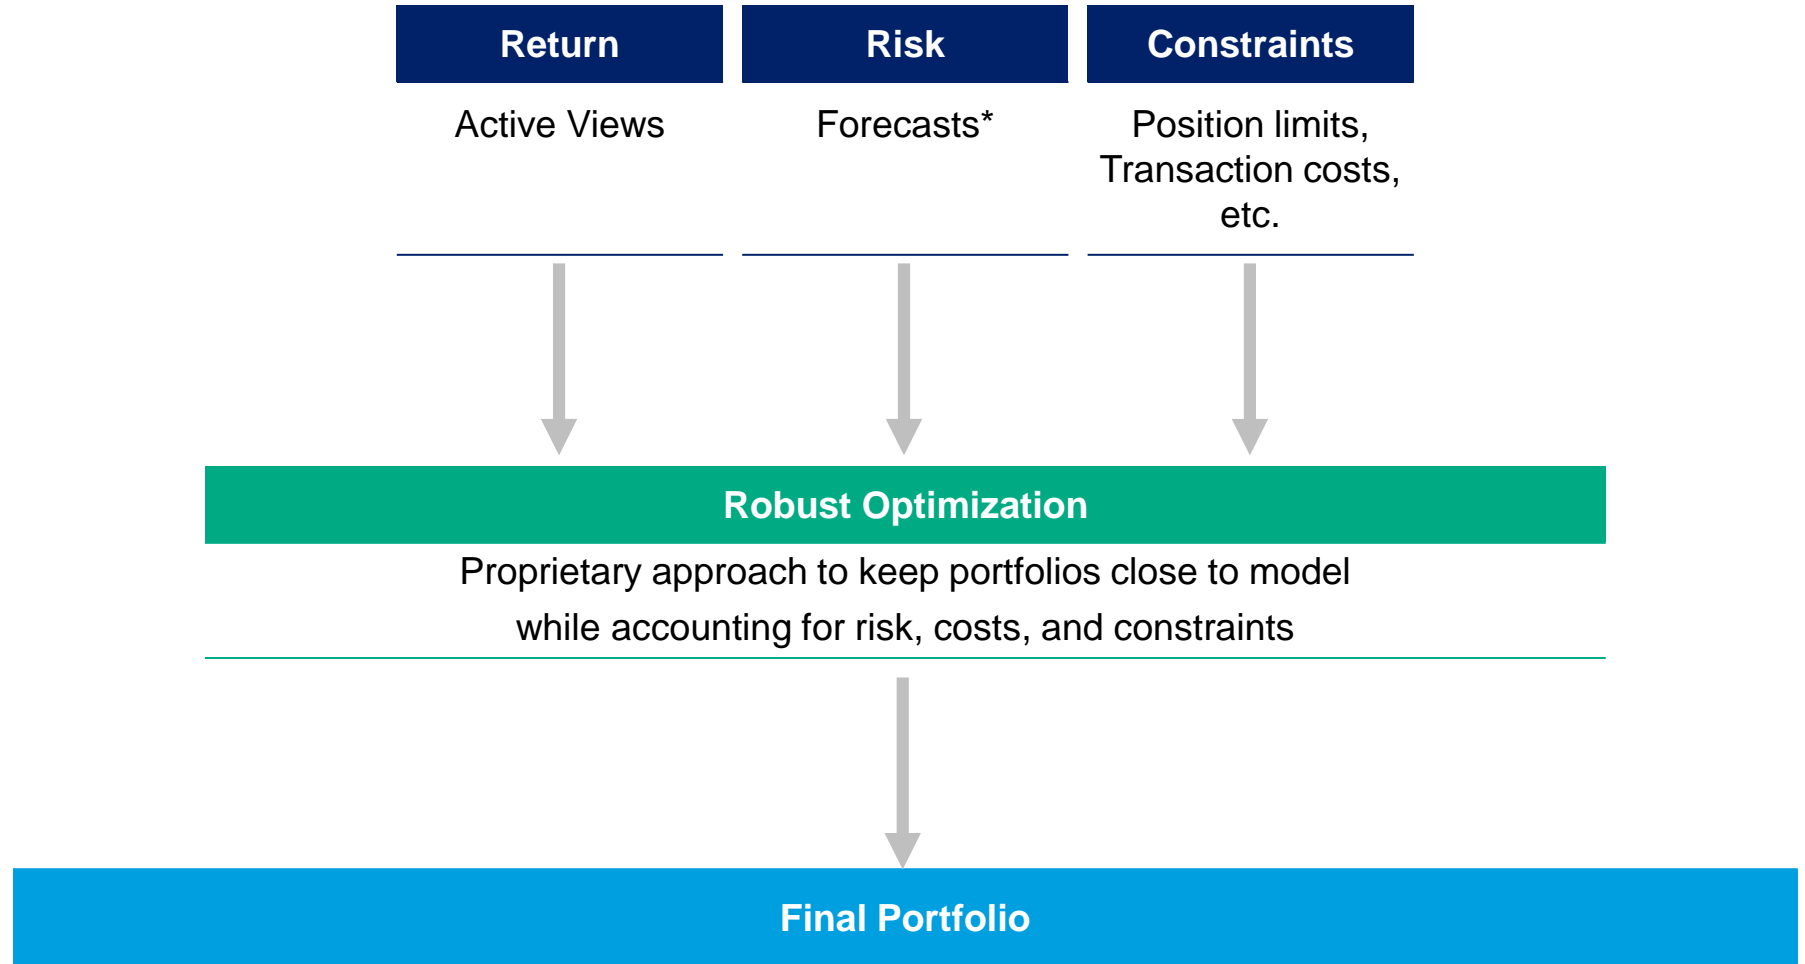 Return
Risk
Constraints
Active Views
Forecasts*
Position limits,
Transaction costs,
etc.
Robust Optimization
Proprietary approach to keep portfolios close to model
while accounting for risk, costs, and constraints
Final Portfolio